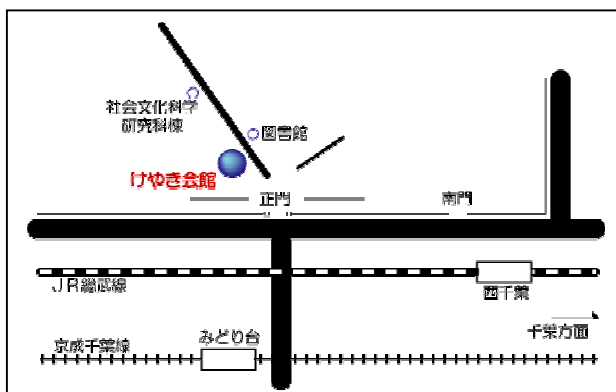 社会文化科学
研究科棟
図書館
けやき会館
正門
南門
JR総武線
西千葉
千葉方面
みどり台
京成千葉線